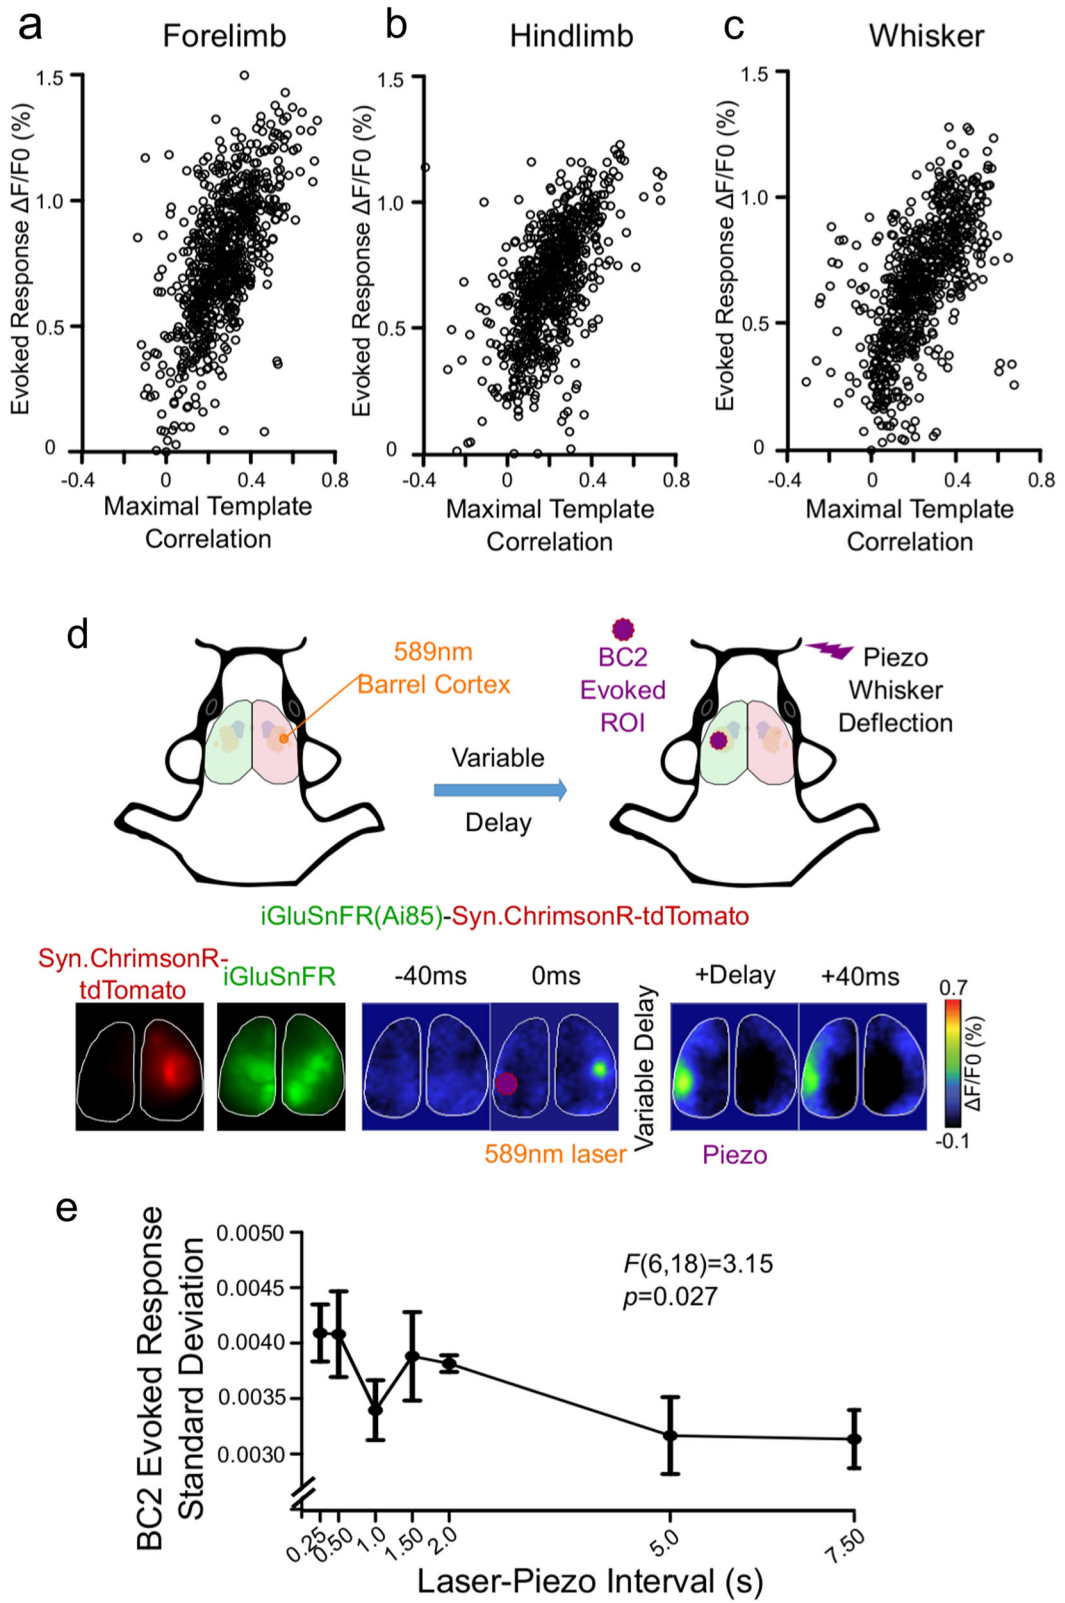 a
Forelimb
Evoked Response ΔF/F0 (%)
1.5
1.0
0.5
0
-0.4
0
0.4
0.8
Maximal Template
Correlation
b
Hindlimb
Evoked Response ΔF/F0 (%)
1.5
1.0
0.5
0
-0.4
0
0.4
0.8
Maximal Template
Correlation
c
Whisker
Evoked Response ΔF/F0 (%)
1.5
1.0
0.5
0
-0.4
0
0.4
0.8
Maximal Template
Correlation
d
589nm
Barrel Cortex
Variable
Delay
BC2
Evoked
ROI
Piezo
Whisker
Deflection
iGluSnFR(Ai85)-Syn.ChrimsonR-tdTomato
Syn.ChrimsonR-
tdTomato
iGluSnFR
-40ms
0ms
589nm laser
Variable Delay
+Delay
+40ms
Piezo
0.7
ΔF/F0 (%)
-0.1
e
BC2 Evoked Response
Standard Deviation
0.0050
0.0045
0.0040
0.0035
0.0030
F(6,18)=3.15
p=0.027
0.25
0.50
1.0
1.50
2.0
5.0
7.50
Laser-Piezo Interval (s)